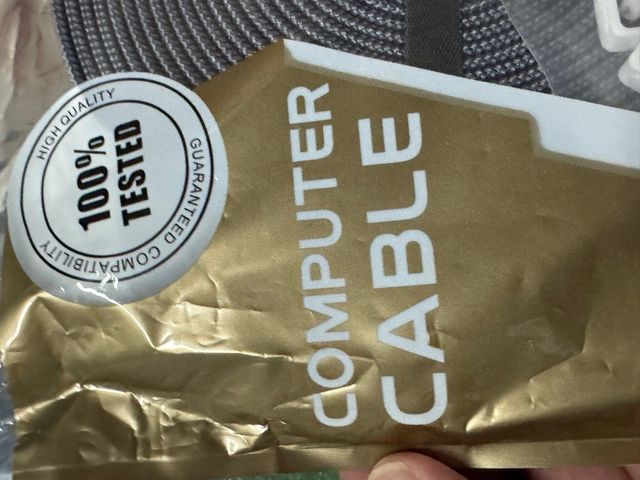 HIGH QUALITY
100%
TESTED
GUARANTEED COMPATIBILITY
COMPUTER
CABLE